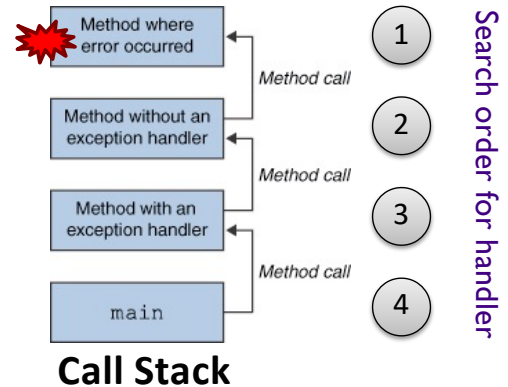 Method where
error occurred
1
Method call
Method without an
exception handler
2
Method call
Method with an
exception handler
3
Method call
main
4
Call Stack
Search order for handler